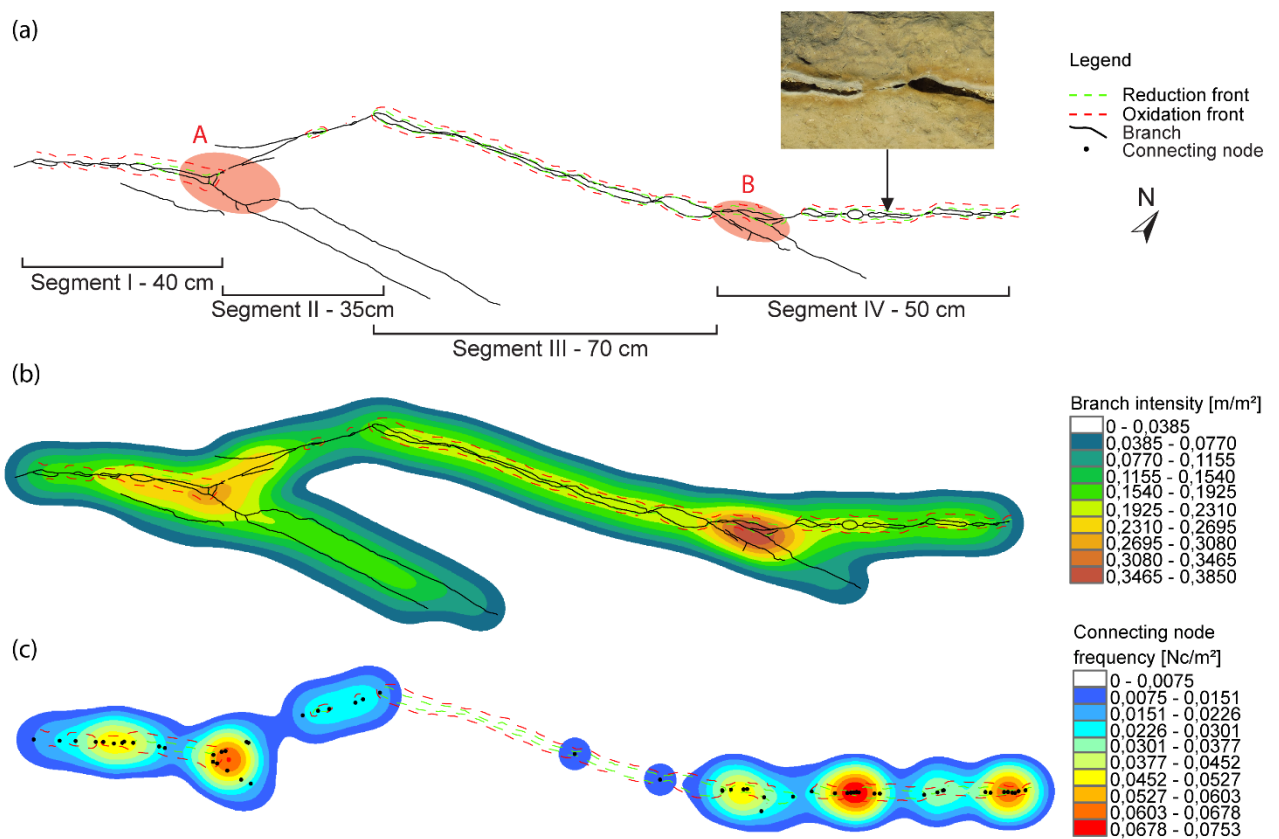 (a)
A
B
Legend
Reduction front
Oxidation front
Branch
Connecting node
N
Segment I - 40 cm
Segment II - 35cm
Segment III - 70 cm
Segment IV - 50 cm
(b)
Branch intensity [m/m²]
0 - 0,0385
0,0385 - 0,0770
0,0770 - 0,1155
0,1155 - 0,1540
0,1540 - 0,1925
0,1925 - 0,2310
0,2310 - 0,2695
0,2695 - 0,3080
0,3080 - 0,3465
0,3465 - 0,3850
(c)
Connecting node
frequency [Nc/m²]
0 - 0,0075
0,0075 - 0,0151
0,0151 - 0,0226
0,0226 - 0,0301
0,0301 - 0,0377
0,0377 - 0,0452
0,0452 - 0,0527
0,0527 - 0,0603
0,0603 - 0,0678
0,0678 - 0,0753